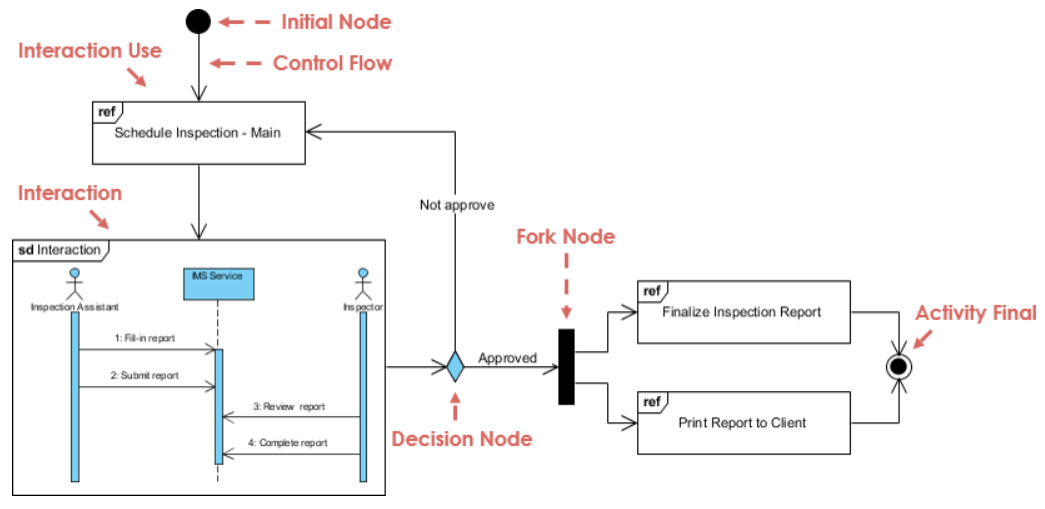 Initial Node
Interaction Use
Control Flow
ref
Schedule Inspection - Main
Interaction
Not approve
sd Interaction
Inspection Assistant
IMS Service
Inspector
1: Fill-in report
2: Submit report
3: Review report
4: Complete report
Decision Node
Approved
Fork Node
ref
Finalize Inspection Report
ref
Print Report to Client
Activity Final